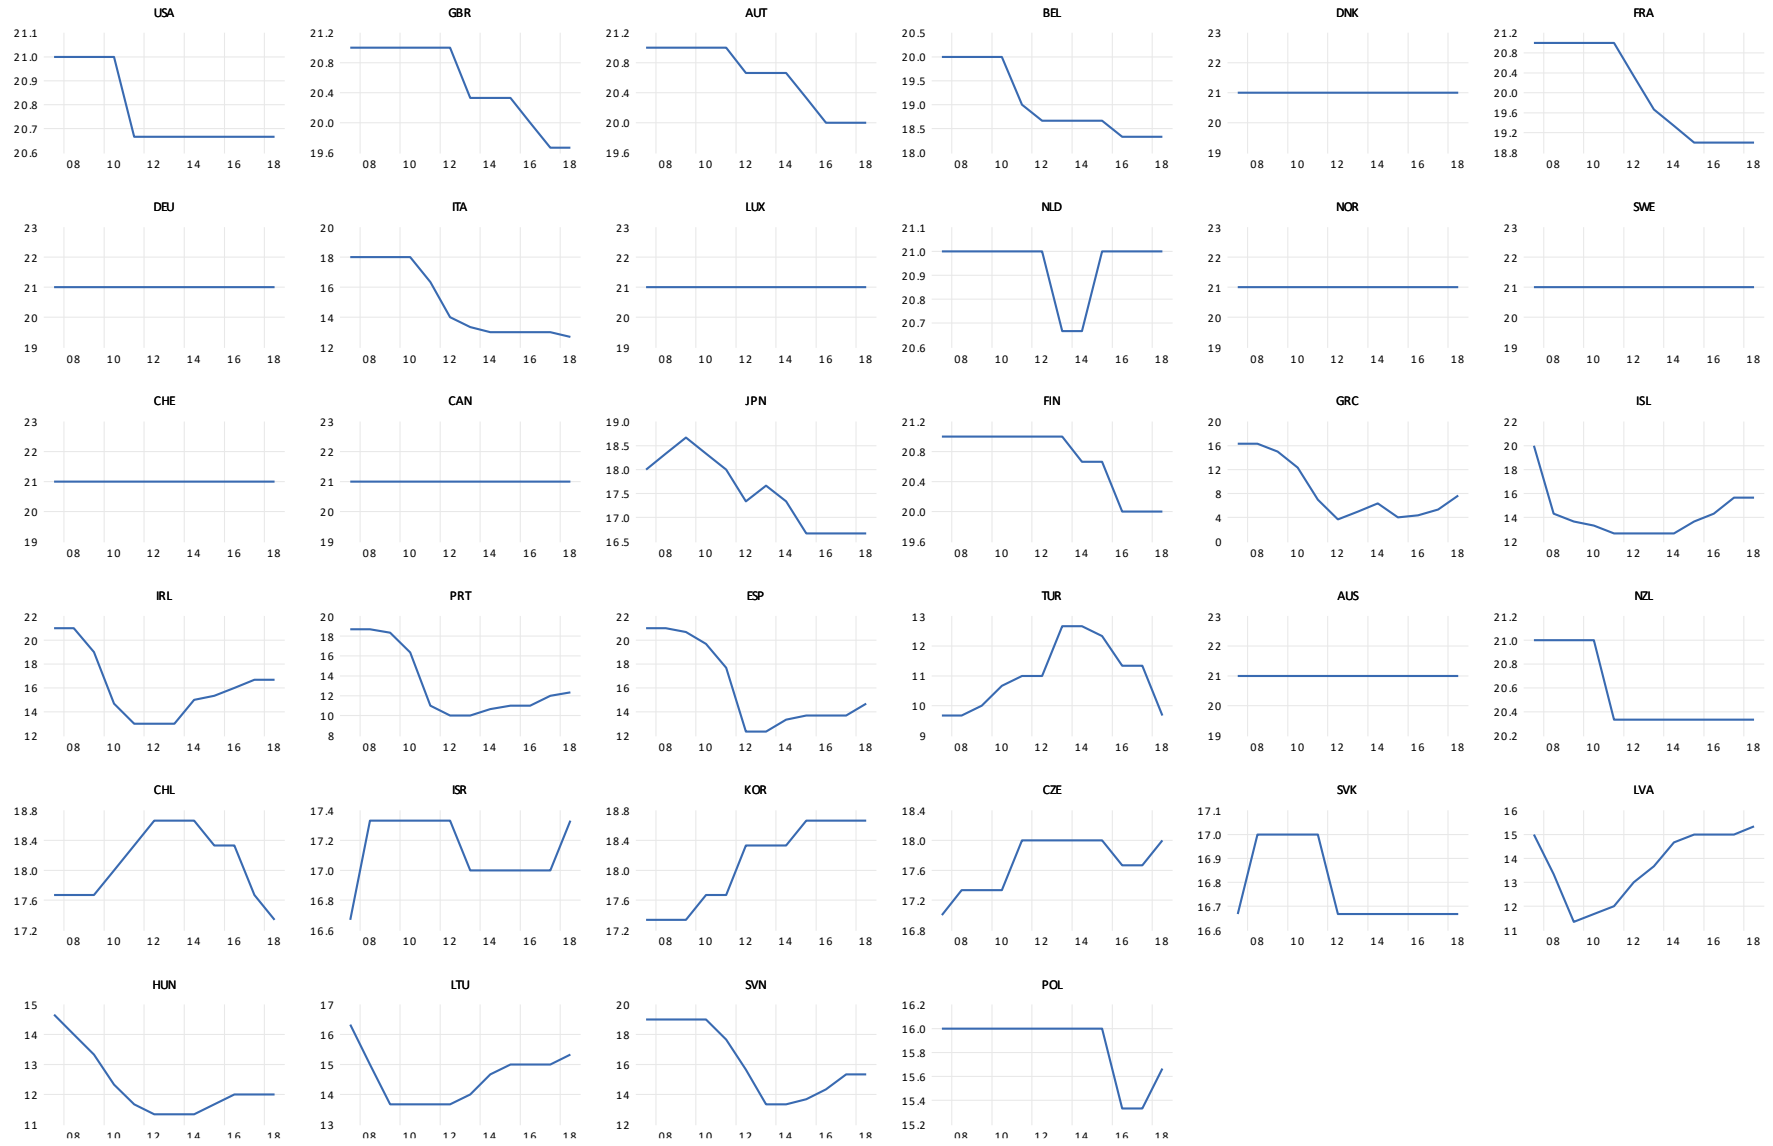 USA GBR AUT BEL DNK FRA
21.1 21.2 21.2 20.5 23 21.2
21.0 20.8 20.8 20.0 22 20.8
20.9 20.4 20.4 19.5 21 20.4
20.8 20.0 20.0 19.0 20 20.0
20.7 19.6 19.6 18.5 19 19.6
20.6 18.0 19.2
18.8
08 10 12 14 16 18 08 10 12 14 16 18 08 10 12 14 16 18 08 10 12 14 16 18 08 10 12 14 16 18 08 10 12 14 16 18
DEU ITA LUX NLD NOR SWE
23 20 23 21.1 23 23
22 18 22 21.0 22 22
21 16 21 20.9 21 21
20 14 20 20.8 20 20
19 12 19 20.7 19 19
20.6
08 10 12 14 16 18 08 10 12 14 16 18 08 10 12 14 16 18 08 10 12 14 16 18 08 10 12 14 16 18 08 10 12 14 16 18
CHE CAN JPN FIN GRC ISL
23 23 19.0 21.2 20 22
22 22 18.5 20.8 16 20
21 21 18.0 20.4 12 18
20 20 17.5 20.0 8 16
19 19 17.0 19.6 4 14
16.5 0 12
08 10 12 14 16 18 08 10 12 14 16 18 08 10 12 14 16 18 08 10 12 14 16 18 08 10 12 14 16 18 08 10 12 14 16 18
IRL PRT ESP TUR AUS NZL
22 20 22 13 23 21.2
20 18 20 12 22 21.0
18 16 18 11 21 20.8
16 14 16 10 20 20.6
14 12 14 9 19 20.4
12 10 12 20.2
8
08 10 12 14 16 18 08 10 12 14 16 18 08 10 12 14 16 18 08 10 12 14 16 18 08 10 12 14 16 18 08 10 12 14 16 18
CHL ISR KOR CZE SVK LVA
18.8 17.4 18.8 18.4 17.1 16
18.4 17.2 18.4 18.0 17.0 15
18.0 17.0 18.0 17.6 16.9 14
17.6 16.8 17.6 17.2 16.8 13
17.2 16.6 17.2 16.8 16.7 12
16.6 11
08 10 12 14 16 18 08 10 12 14 16 18 08 10 12 14 16 18 08 10 12 14 16 18 08 10 12 14 16 18 08 10 12 14 16 18
HUN LTU SVN POL
15 17 20 16.2
14 16 18 16.0
13 15 16 15.8
12 14 14 15.6
11 13 12 15.4
15.2
08 10 12 14 16 18 08 10 12 14 16 18 08 10 12 14 16 18 08 10 12 14 16 18